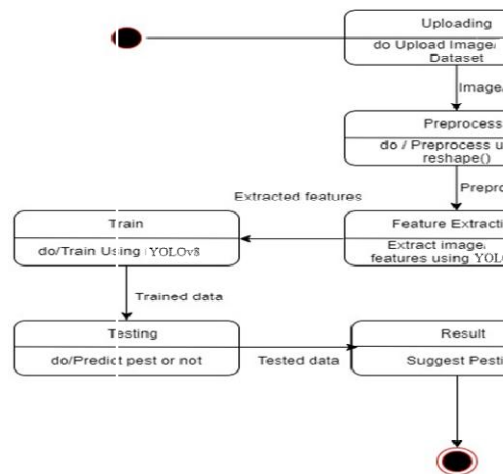 Uploading
do Upload Image/
Dataset
Image/
Preprocess
do / Preprocess u
reshape()
Prepro
Extracted features
Feature Extracti
Extract image/
features using YOL
Train
do/Train Using YOLOv8
Trained data
Testing
do/Predict pest or not
Tested data
Result
Suggest Pesti